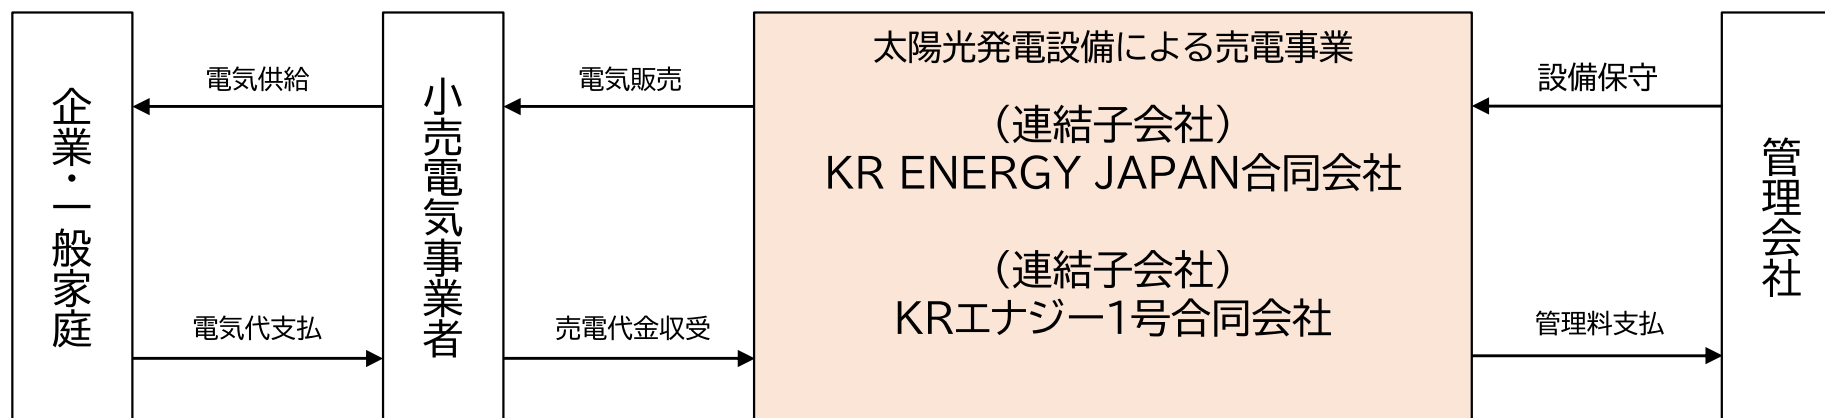 企業・一般家庭
電気供給
電気代支払
小売電気事業者
電気販売
売電代金収受
太陽光発電設備による売電事業
（連結子会社）
KR ENERGY JAPAN合同会社
（連結子会社）
KRエナジー1号合同会社
設備保守
管理料支払
管理会社